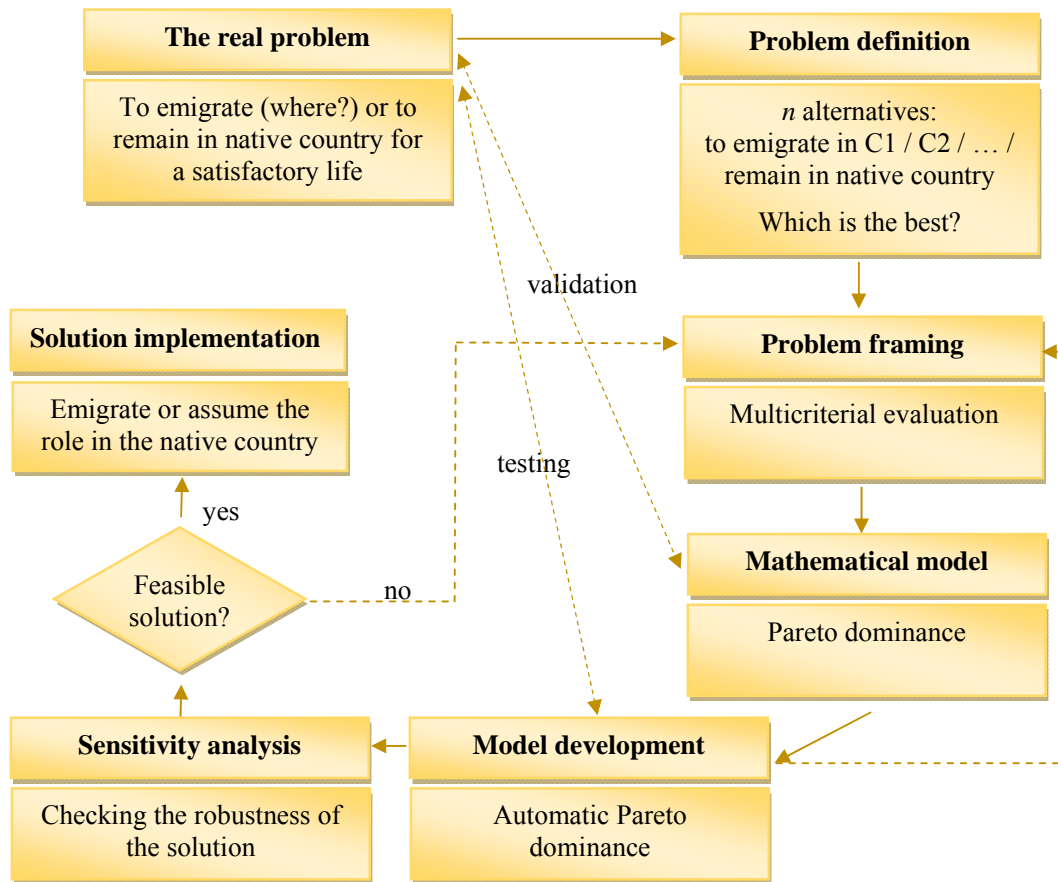 The real problem
To emigrate (where?) or to
remain in native country for
a satisfactory life
Problem definition
n alternatives:
to emigrate in C1 / C2 / … /
remain in native country
Which is the best?
validation
Solution implementation
Emigrate or assume the
role in the native country
Problem framing
Multicriterial evaluation
testing
yes
Feasible
solution?
no
Mathematical model
Pareto dominance
Sensitivity analysis
Checking the robustness of
the solution
Model development
Automatic Pareto
dominance